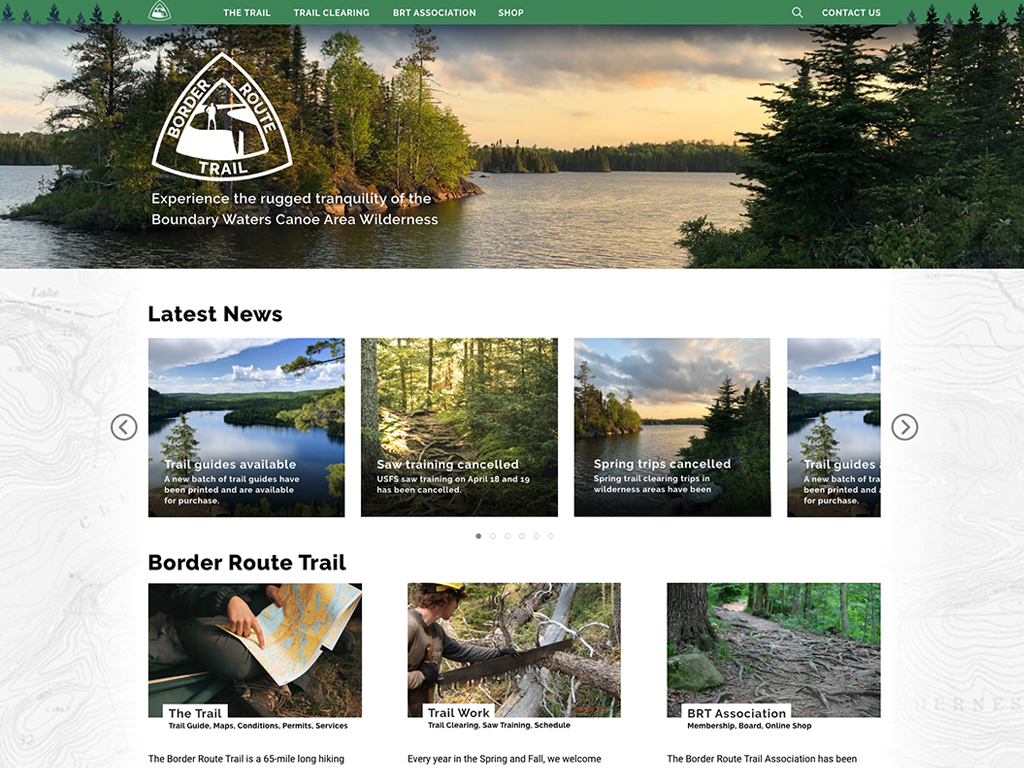 THE TRAIL TRAIL CLEARING BRT ASSOCIATION SHOP CONTACT US
BORDER ROUTE
TRAIL
Experience the rugged tranquility of the
Boundary Waters Canoe Area Wilderness
Lake
Latest News
Trail guides available
A new batch of trail guides have
been printed and are available
for purchase.
Saw training cancelled
USFS saw training on April 18 and 19
has been cancelled.
Spring trips cancelled
Spring trail clearing trips in
wilderness areas have been
Trail guides
A new batch of tra
been printed and a
for purchase.
Border Route Trail
The Trail
Trail Guide, Maps, Conditions, Permits, Services
The Border Route Trail is a 65-mile long hiking
Trail Work
Trail Clearing, Saw Training, Schedule
Every year in the Spring and Fall, we welcome
BRT Association
Membership, Board, Online Shop
The Border Route Trail Association has been